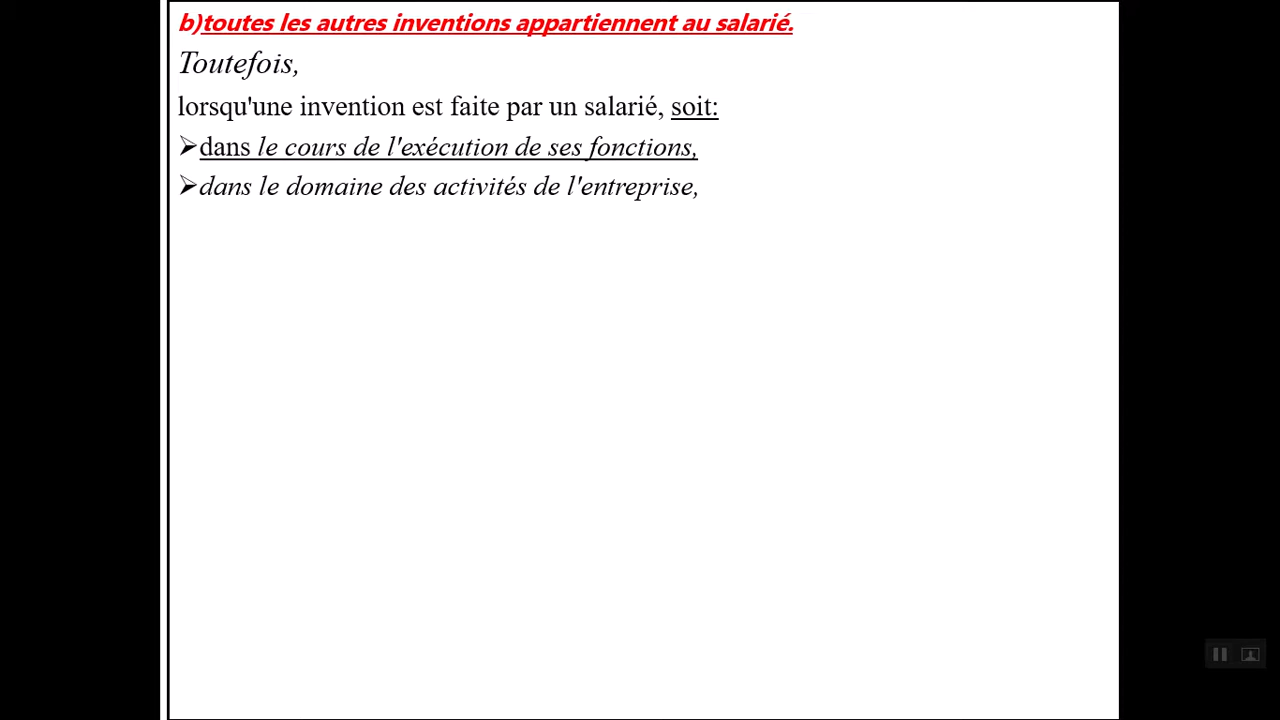 b)toutes les autres inventions appartiennent au salarié.
Toutefois,
lorsqu'une invention est faite par un salarié, soit:
➢dans le cours de l'exécution de ses fonctions,
➢dans le domaine des activités de l'entreprise,